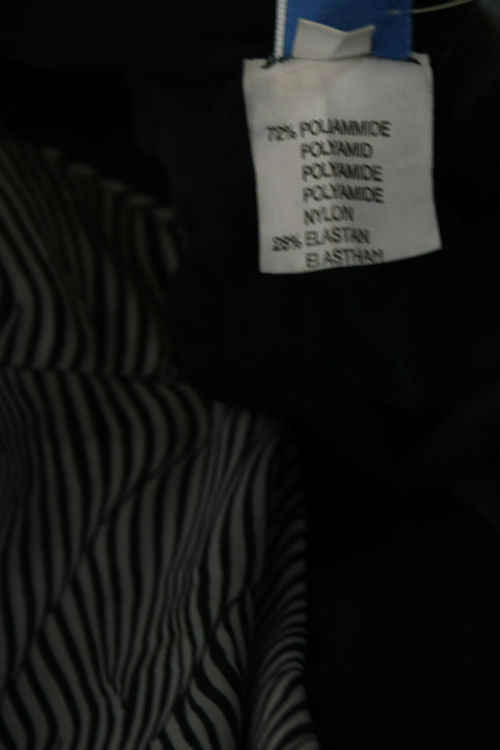 72% POLIAMMIDE
POLYAMID
POLYAMIDE
POLYAMIDE
NYLON
28% ELASTAN
ELASTHAN